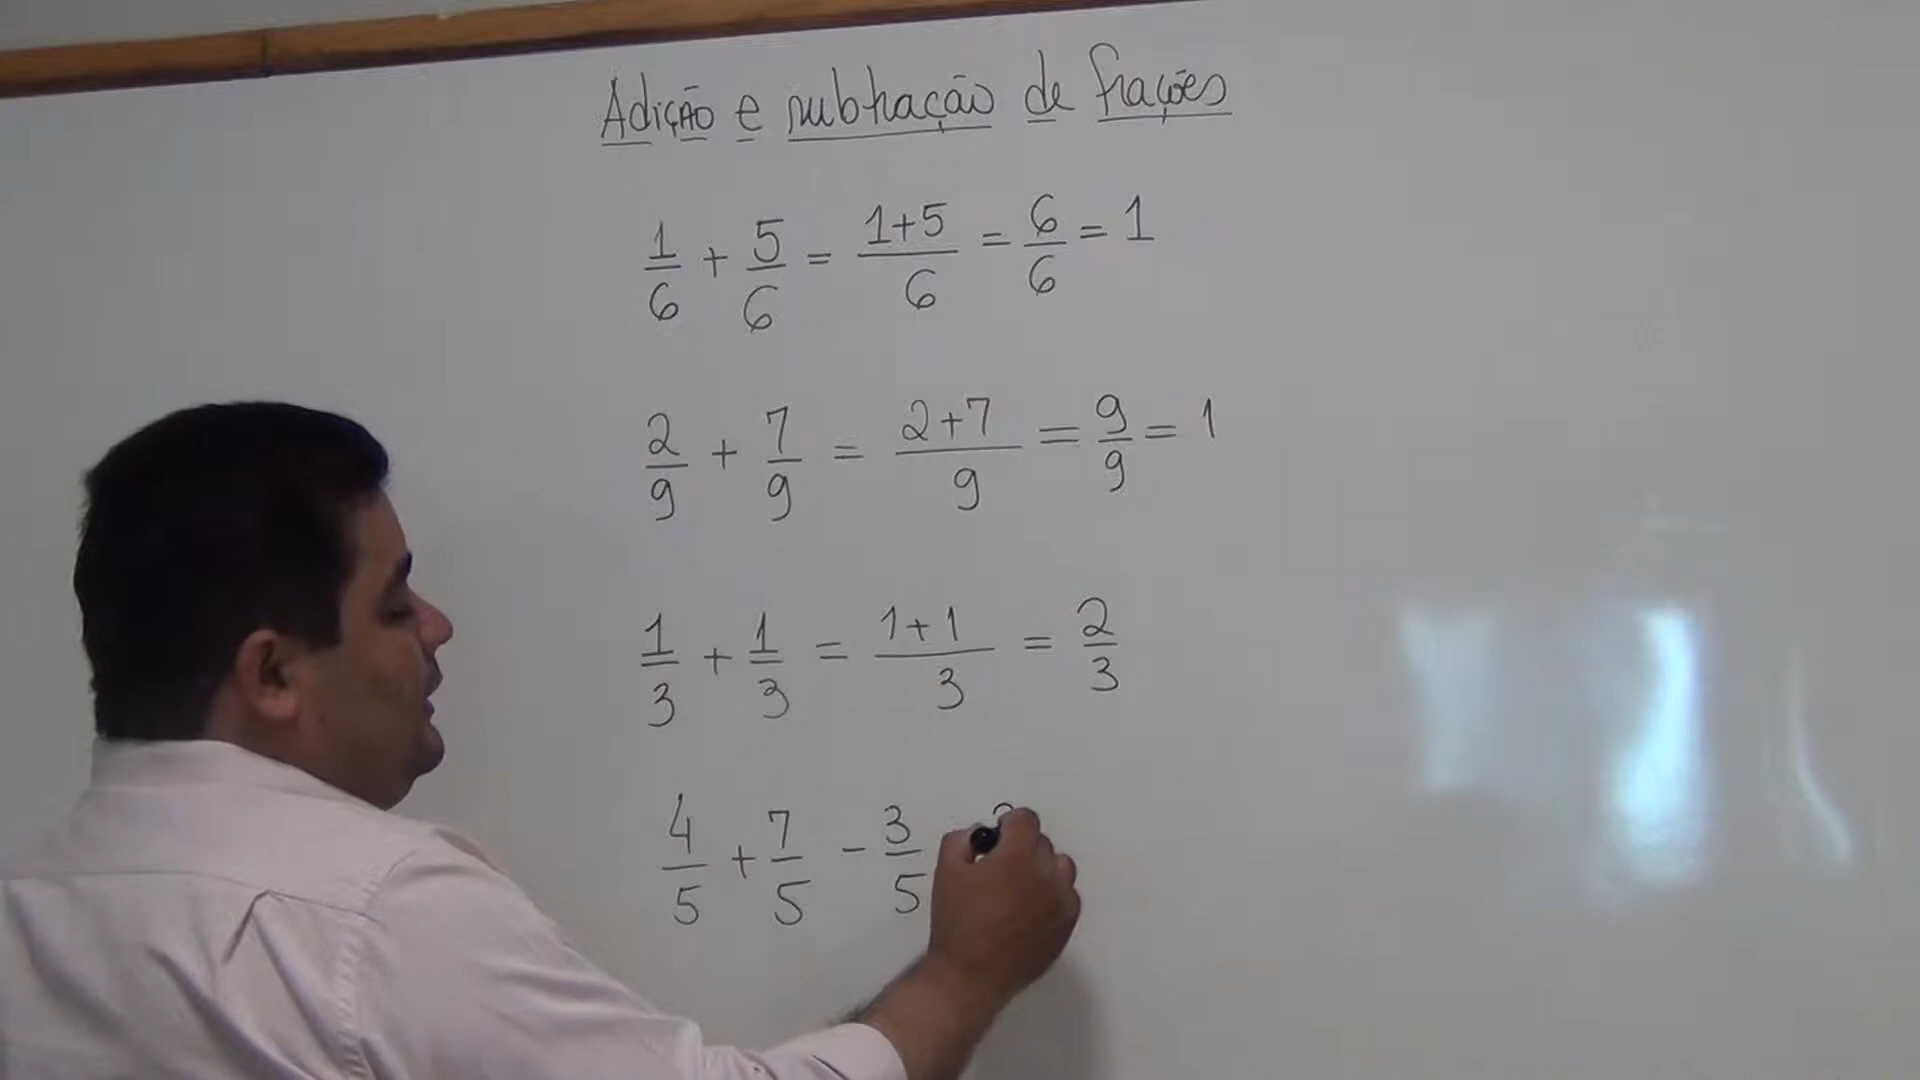 Adição e subtração de frações
1/6 + 5/6 = 1+5/6 = 6/6 = 1
2/9 + 7/9 = 2+7/9 = 9/9 = 1
1/3 + 1/3 = 1+1/3 = 2/3
4/5 + 7/5 - 3/5